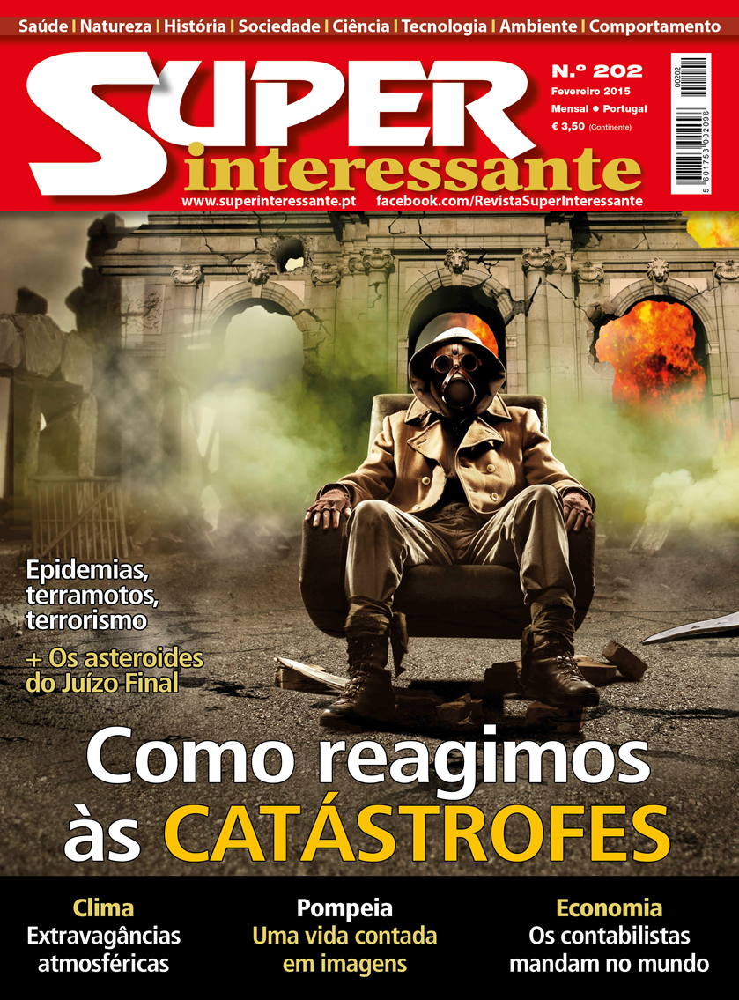 Saúde | Natureza | História | Sociedade | Ciência | Tecnologia | Ambiente | Comportamento
SUPER
interessante
N.º 202
Fevereiro 2015
Mensal ● Portugal
€ 3,50 (Continente)
00202
5 601753 002096
www.superinteressante.pt facebook.com/RevistaSuperInteressante
Epidemias,
terramotos,
terrorismo
+ Os asteroides
do Juízo Final
Como reagimos
às CATÁSTROFES
Clima
Extravagâncias
atmosféricas
Pompeia
Uma vida contada
em imagens
Economia
Os contabilistas
mandam no mundo